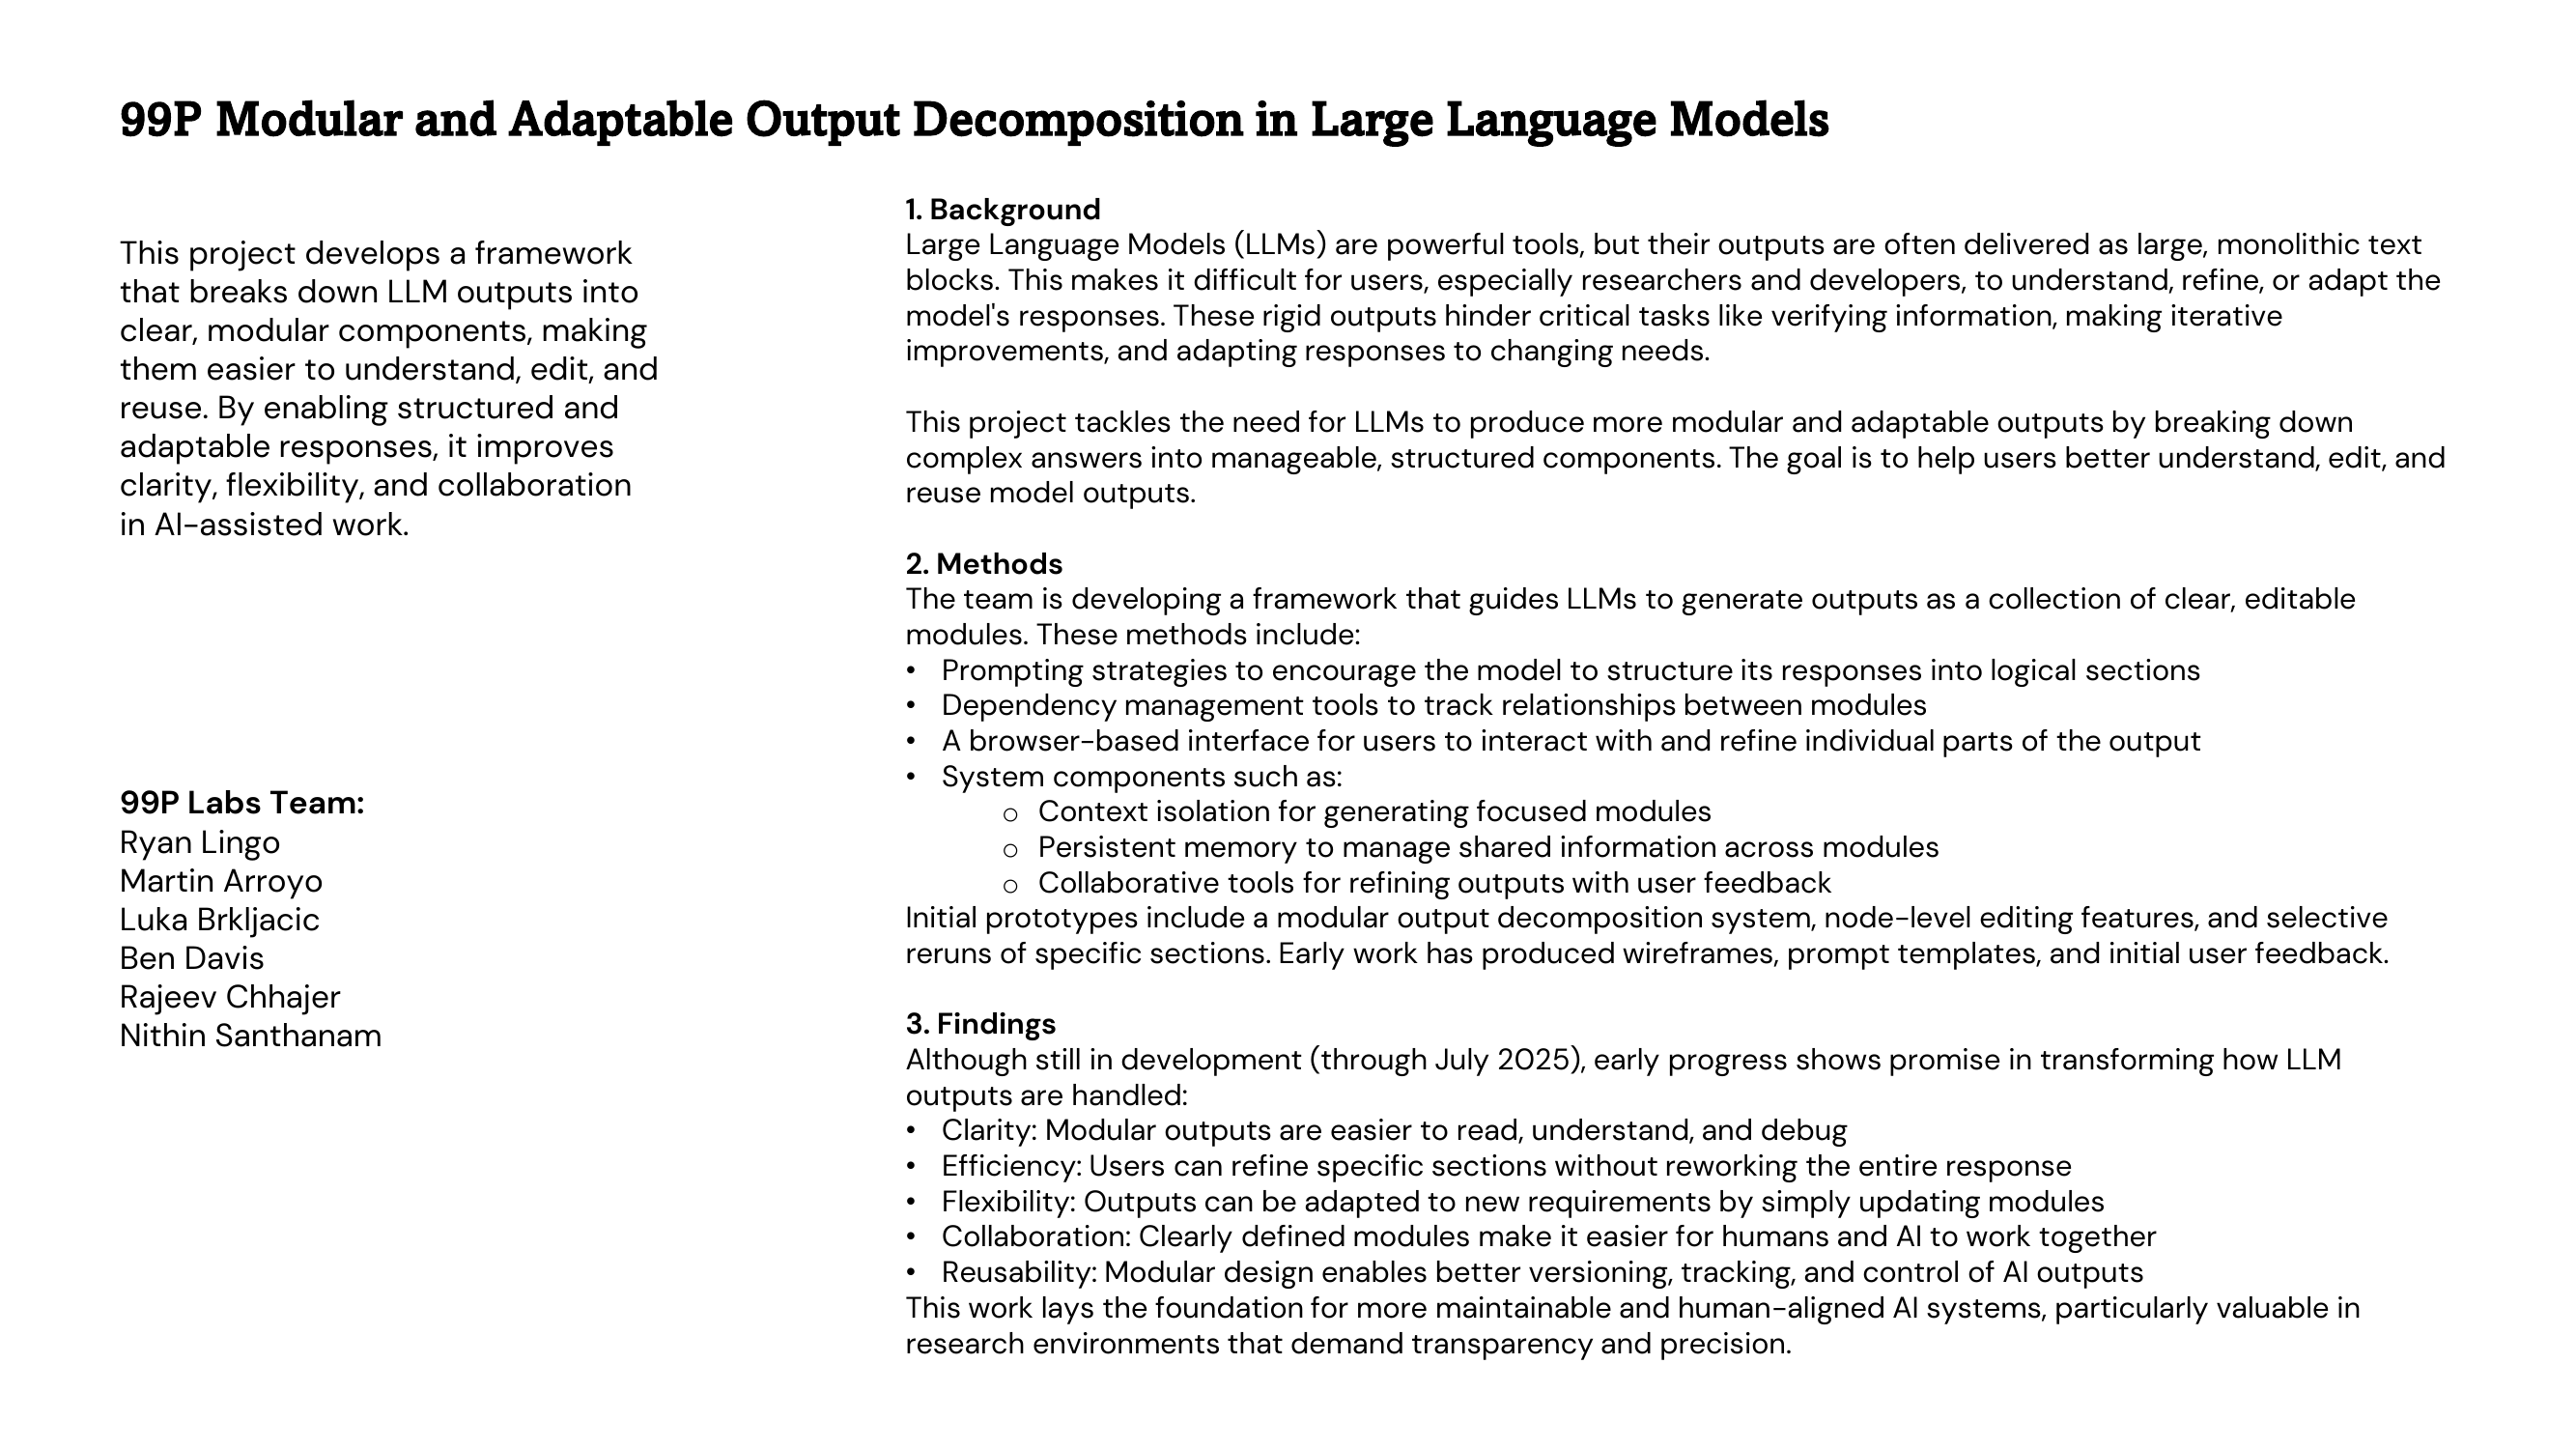 99P Modular and Adaptable Output Decomposition in Large Language Models
This project develops a framework
that breaks down LLM outputs into
clear, modular components, making
them easier to understand, edit, and
reuse. By enabling structured and
adaptable responses, it improves
clarity, flexibility, and collaboration
in AI-assisted work.
99P Labs Team:
Ryan Lingo
Martin Arroyo
Luka Brkljacic
Ben Davis
Rajeev Chhajer
Nithin Santhanam
1. Background
Large Language Models (LLMs) are powerful tools, but their outputs are often delivered as large, monolithic text
blocks. This makes it difficult for users, especially researchers and developers, to understand, refine, or adapt the
model's responses. These rigid outputs hinder critical tasks like verifying information, making iterative
improvements, and adapting responses to changing needs.
This project tackles the need for LLMs to produce more modular and adaptable outputs by breaking down
complex answers into manageable, structured components. The goal is to help users better understand, edit, and
reuse model outputs.
2. Methods
The team is developing a framework that guides LLMs to generate outputs as a collection of clear, editable
modules. These methods include:
• Prompting strategies to encourage the model to structure its responses into logical sections
• Dependency management tools to track relationships between modules
• A browser-based interface for users to interact with and refine individual parts of the output
• System components such as:
o Context isolation for generating focused modules
o Persistent memory to manage shared information across modules
o Collaborative tools for refining outputs with user feedback
Initial prototypes include a modular output decomposition system, node-level editing features, and selective
reruns of specific sections. Early work has produced wireframes, prompt templates, and initial user feedback.
3. Findings
Although still in development (through July 2025), early progress shows promise in transforming how LLM
outputs are handled:
• Clarity: Modular outputs are easier to read, understand, and debug
• Efficiency: Users can refine specific sections without reworking the entire response
• Flexibility: Outputs can be adapted to new requirements by simply updating modules
• Collaboration: Clearly defined modules make it easier for humans and AI to work together
• Reusability: Modular design enables better versioning, tracking, and control of AI outputs
This work lays the foundation for more maintainable and human-aligned AI systems, particularly valuable in
research environments that demand transparency and precision.